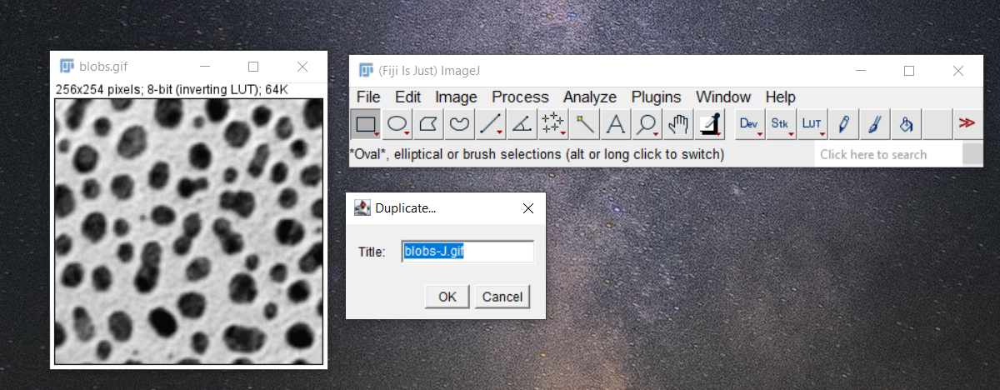 blobs.gif
256x254 pixels; 8-bit (inverting LUT); 64K
(Fiji Is Just) ImageJ
File Edit Image Process Analyze Plugins Window Help
A Dev Stk LUT >>
*Oval*, elliptical or brush selections (alt or long click to switch) Click here to search
Duplicate...
Title: blobs-J.gif
OK Cancel